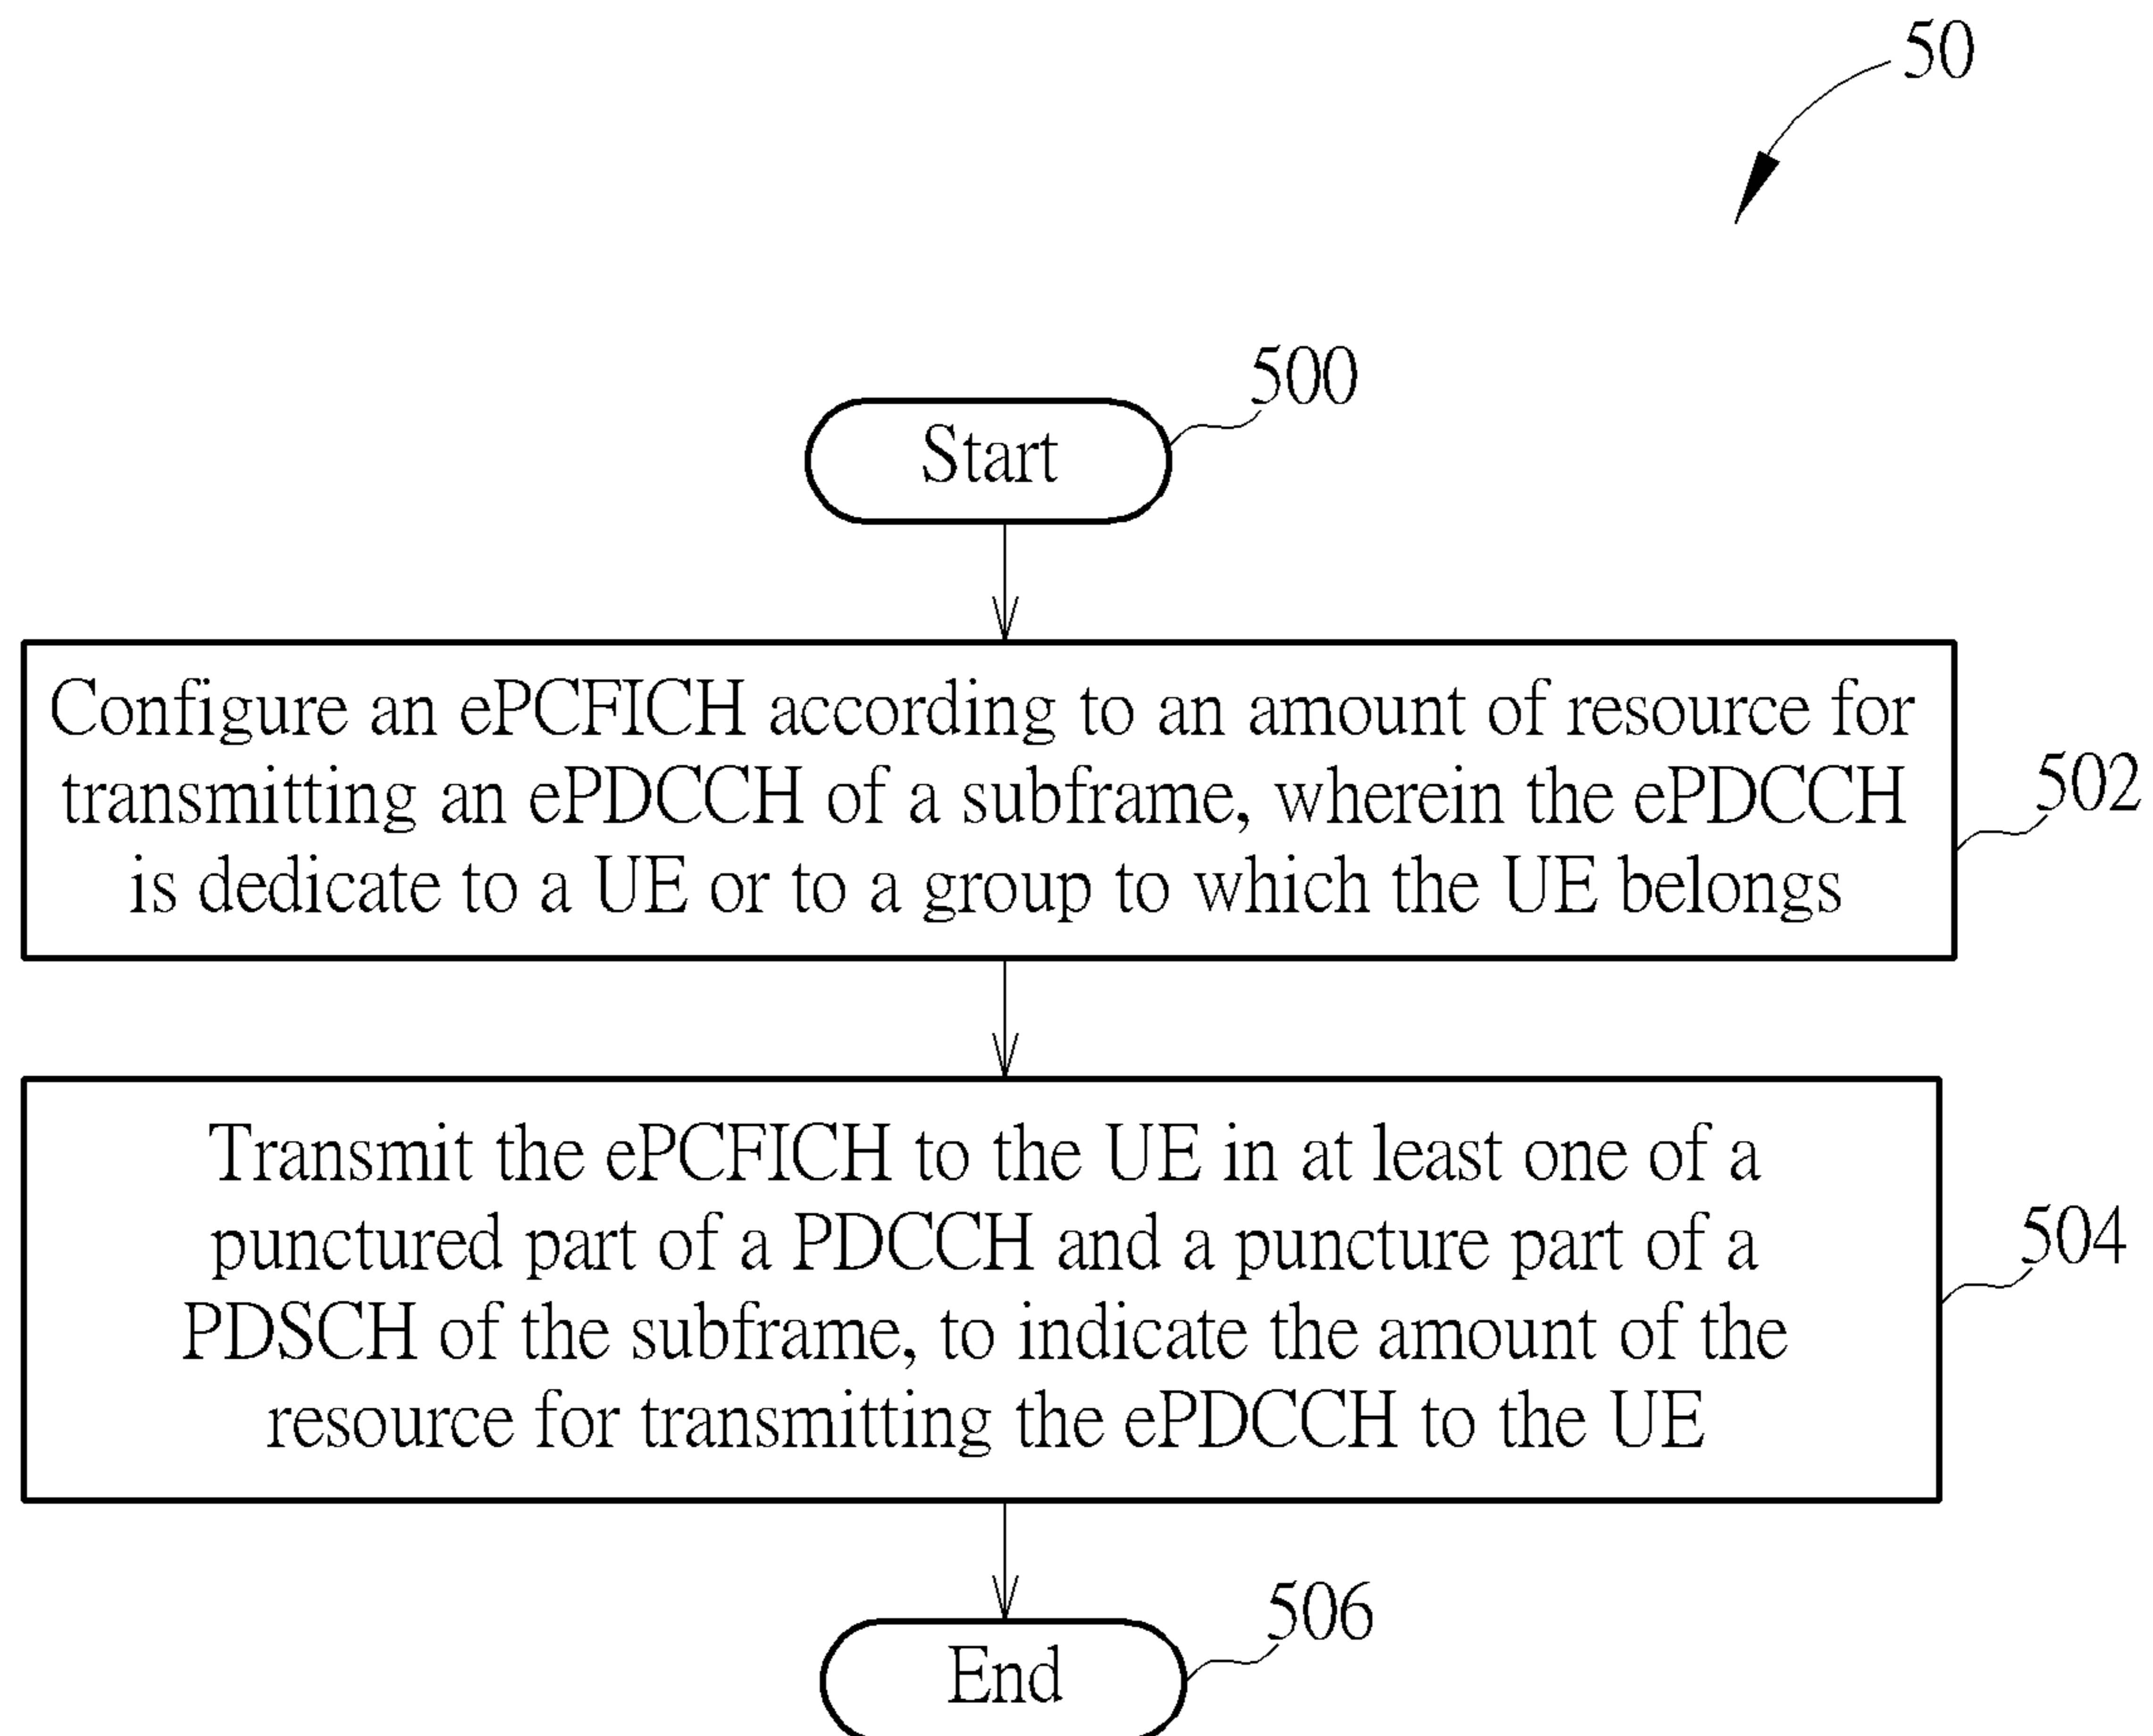 50
500
Start
Configure an ePCFICH according to an amount of resource for
transmitting an ePDCCH of a subframe, wherein the ePDCCH
is dedicate to a UE or to a group to which the UE belongs
502
Transmit the ePCFICH to the UE in at least one of a
punctured part of a PDCCH and a puncture part of a
PDSCH of the subframe, to indicate the amount of the
resource for transmitting the ePDCCH to the UE
504
506
End